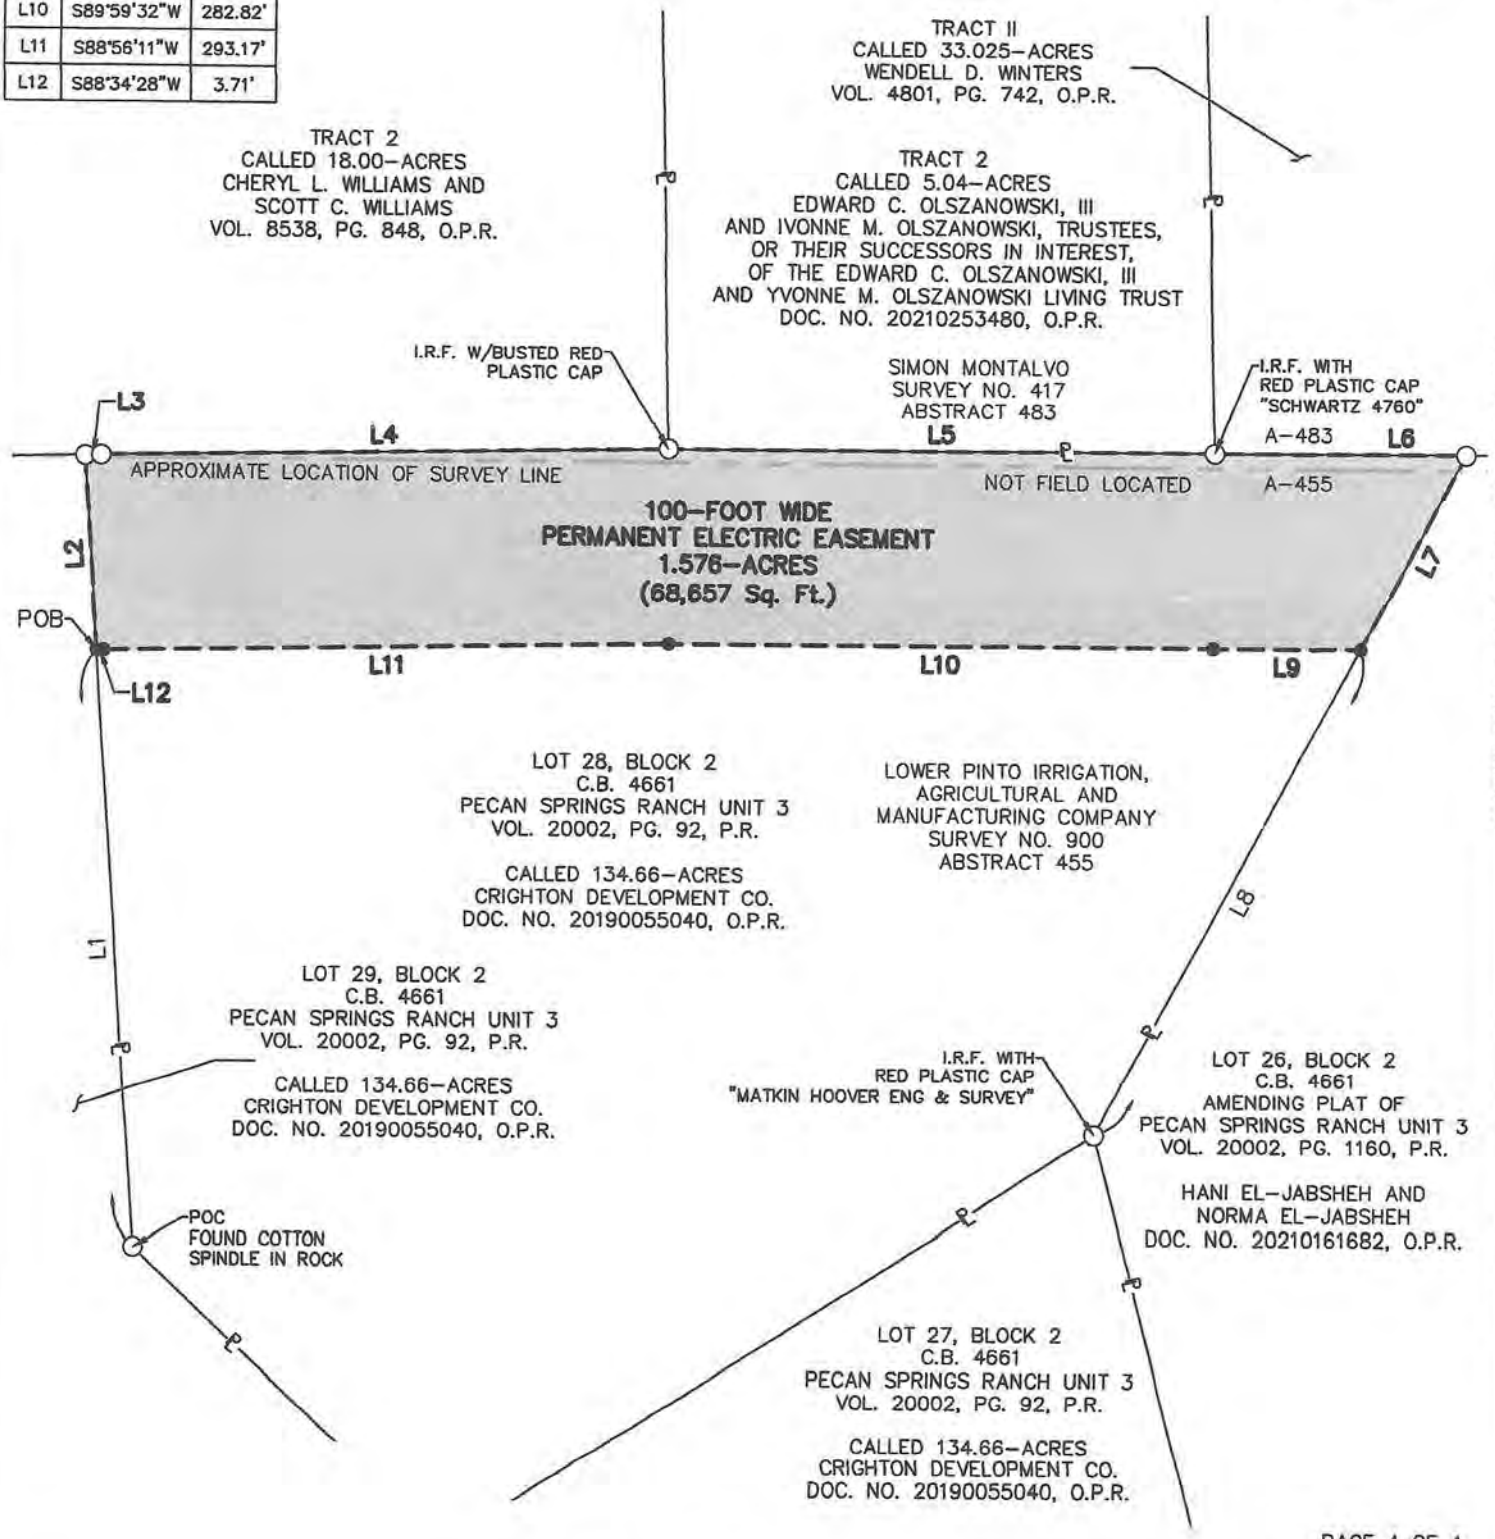 L10 S89°59'32"W 282.82'
L11 S88°56'11"W 293.17'
L12 S88°34'28"W 3.71'
TRACT II
CALLED 33.025-ACRES
WENDELL D. WINTERS
VOL. 4801, PG. 742, O.P.R.
TRACT 2
CALLED 18.00-ACRES
CHERYL L. WILLIAMS AND
SCOTT C. WILLIAMS
VOL. 8538, PG. 848, O.P.R.
TRACT 2
CALLED 5.04-ACRES
EDWARD C. OLSZANOWSKI, III
AND IVONNE M. OLSZANOWSKI, TRUSTEES,
OR THEIR SUCCESSORS IN INTEREST,
OF THE EDWARD C. OLSZANOWSKI, III
AND YVONNE M. OLSZANOWSKI LIVING TRUST
DOC. NO. 20210253480, O.P.R.
I.R.F. W/BUSTED RED
PLASTIC CAP
SIMON MONTALVO
SURVEY NO. 417
ABSTRACT 483
I.R.F. WITH
RED PLASTIC CAP
"SCHWARTZ 4760"
L3
L4
L5
A-483
L6
APPROXIMATE LOCATION OF SURVEY LINE
NOT FIELD LOCATED
A-455
100-FOOT WIDE
PERMANENT ELECTRIC EASEMENT
1.576-ACRES
(68,657 Sq. Ft.)
L2
L7
POB
L12
L11
L10
L9
LOT 28, BLOCK 2
C.B. 4661
PECAN SPRINGS RANCH UNIT 3
VOL. 20002, PG. 92, P.R.
CALLED 134.66-ACRES
CRIGHTON DEVELOPMENT CO.
DOC. NO. 20190055040, O.P.R.
LOWER PINTO IRRIGATION,
AGRICULTURAL AND
MANUFACTURING COMPANY
SURVEY NO. 900
ABSTRACT 455
L8
L1
LOT 29, BLOCK 2
C.B. 4661
PECAN SPRINGS RANCH UNIT 3
VOL. 20002, PG. 92, P.R.
CALLED 134.66-ACRES
CRIGHTON DEVELOPMENT CO.
DOC. NO. 20190055040, O.P.R.
I.R.F. WITH
RED PLASTIC CAP
"MATKIN HOOVER ENG & SURVEY"
LOT 26, BLOCK 2
C.B. 4661
AMENDING PLAT OF
PECAN SPRINGS RANCH UNIT 3
VOL. 20002, PG. 1160, P.R.
HANI EL-JABSHEH AND
NORMA EL-JABSHEH
DOC. NO. 20210161682, O.P.R.
POC
FOUND COTTON
SPINDLE IN ROCK
LOT 27, BLOCK 2
C.B. 4661
PECAN SPRINGS RANCH UNIT 3
VOL. 20002, PG. 92, P.R.
CALLED 134.66-ACRES
CRIGHTON DEVELOPMENT CO.
DOC. NO. 20190055040, O.P.R.